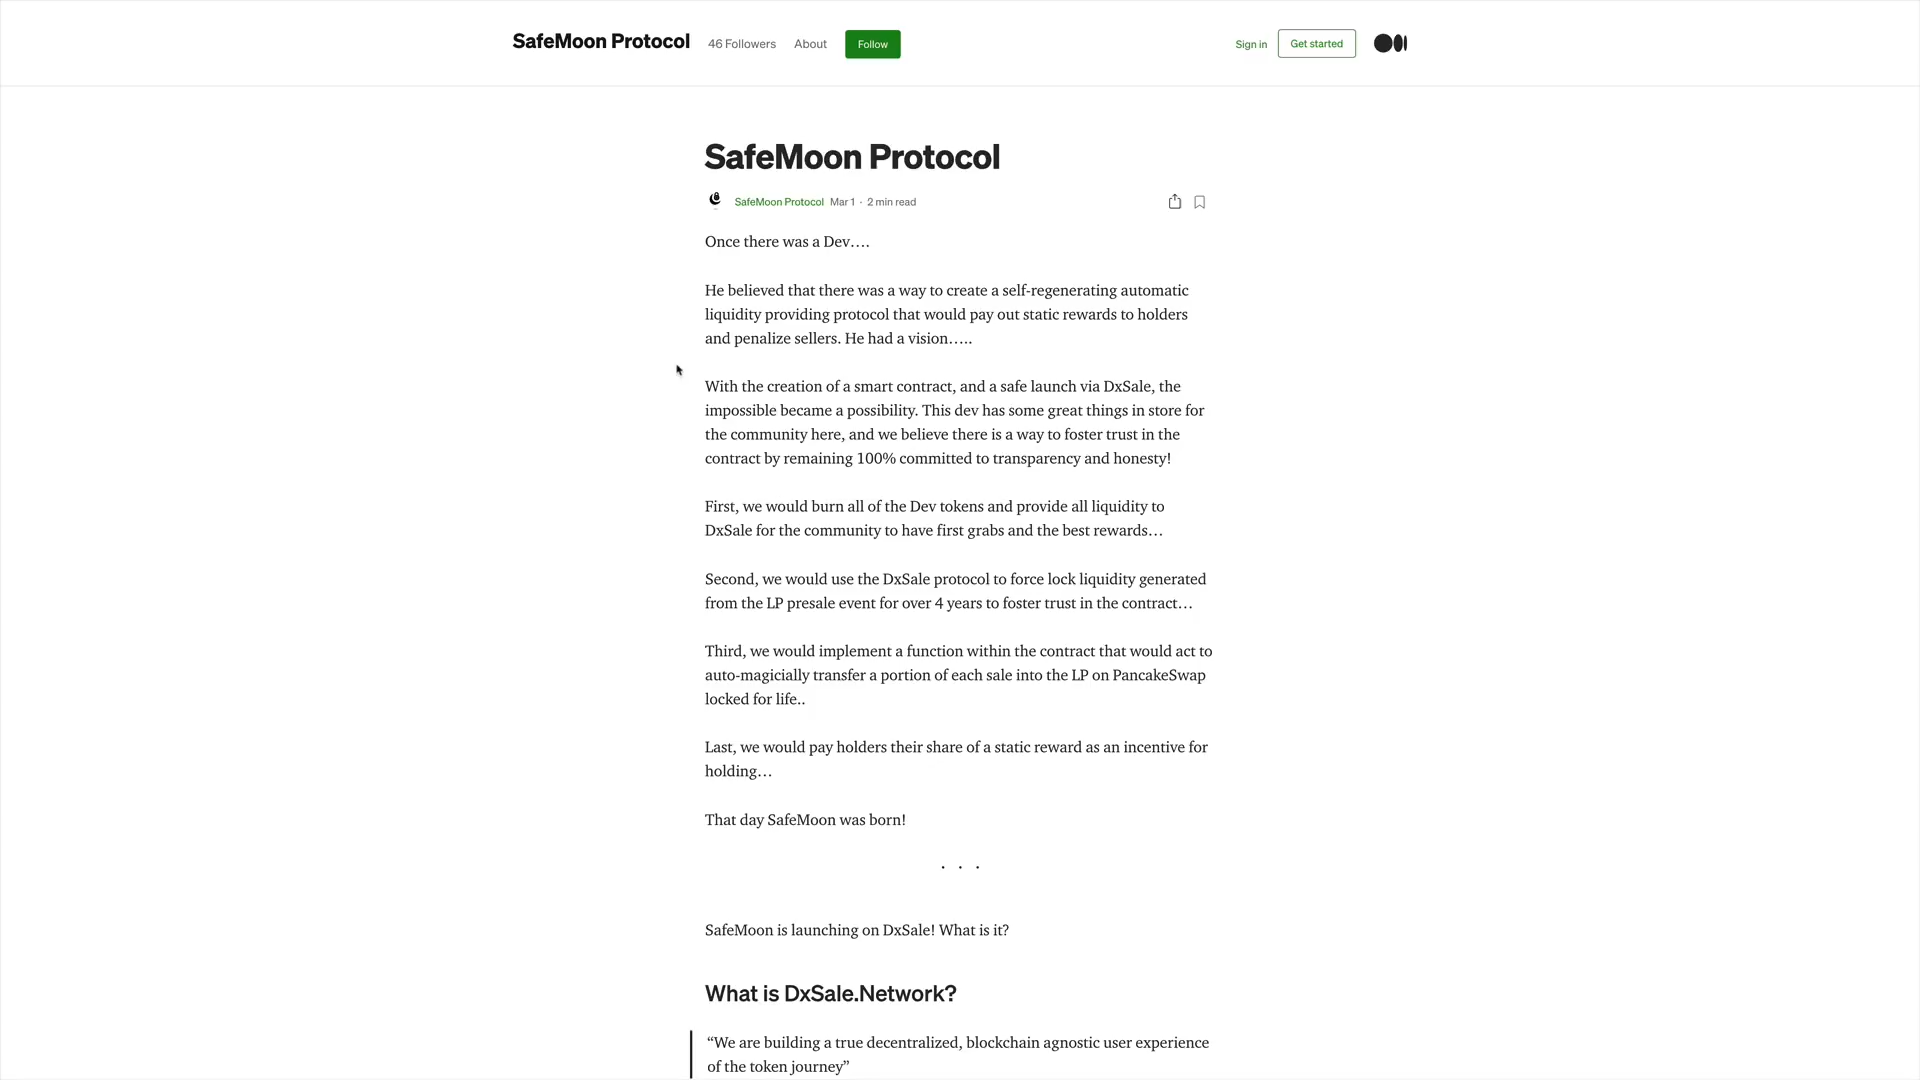 SafeMoon Protocol 46 Followers About Follow Sign in Get started
SafeMoon Protocol
SafeMoon Protocol Mar 1 · 2 min read
Once there was a Dev….
He believed that there was a way to create a self-regenerating automatic
liquidity providing protocol that would pay out static rewards to holders
and penalize sellers. He had a vision…..
With the creation of a smart contract, and a safe launch via DxSale, the
impossible became a possibility. This dev has some great things in store for
the community here, and we believe there is a way to foster trust in the
contract by remaining 100% committed to transparency and honesty!
First, we would burn all of the Dev tokens and provide all liquidity to
DxSale for the community to have first grabs and the best rewards…
Second, we would use the DxSale protocol to force lock liquidity generated
from the LP presale event for over 4 years to foster trust in the contract…
Third, we would implement a function within the contract that would act to
auto-magicially transfer a portion of each sale into the LP on PancakeSwap
locked for life..
Last, we would pay holders their share of a static reward as an incentive for
holding…
That day SafeMoon was born!
. . .
SafeMoon is launching on DxSale! What is it?
What is DxSale.Network?
“We are building a true decentralized, blockchain agnostic user experience
of the token journey”